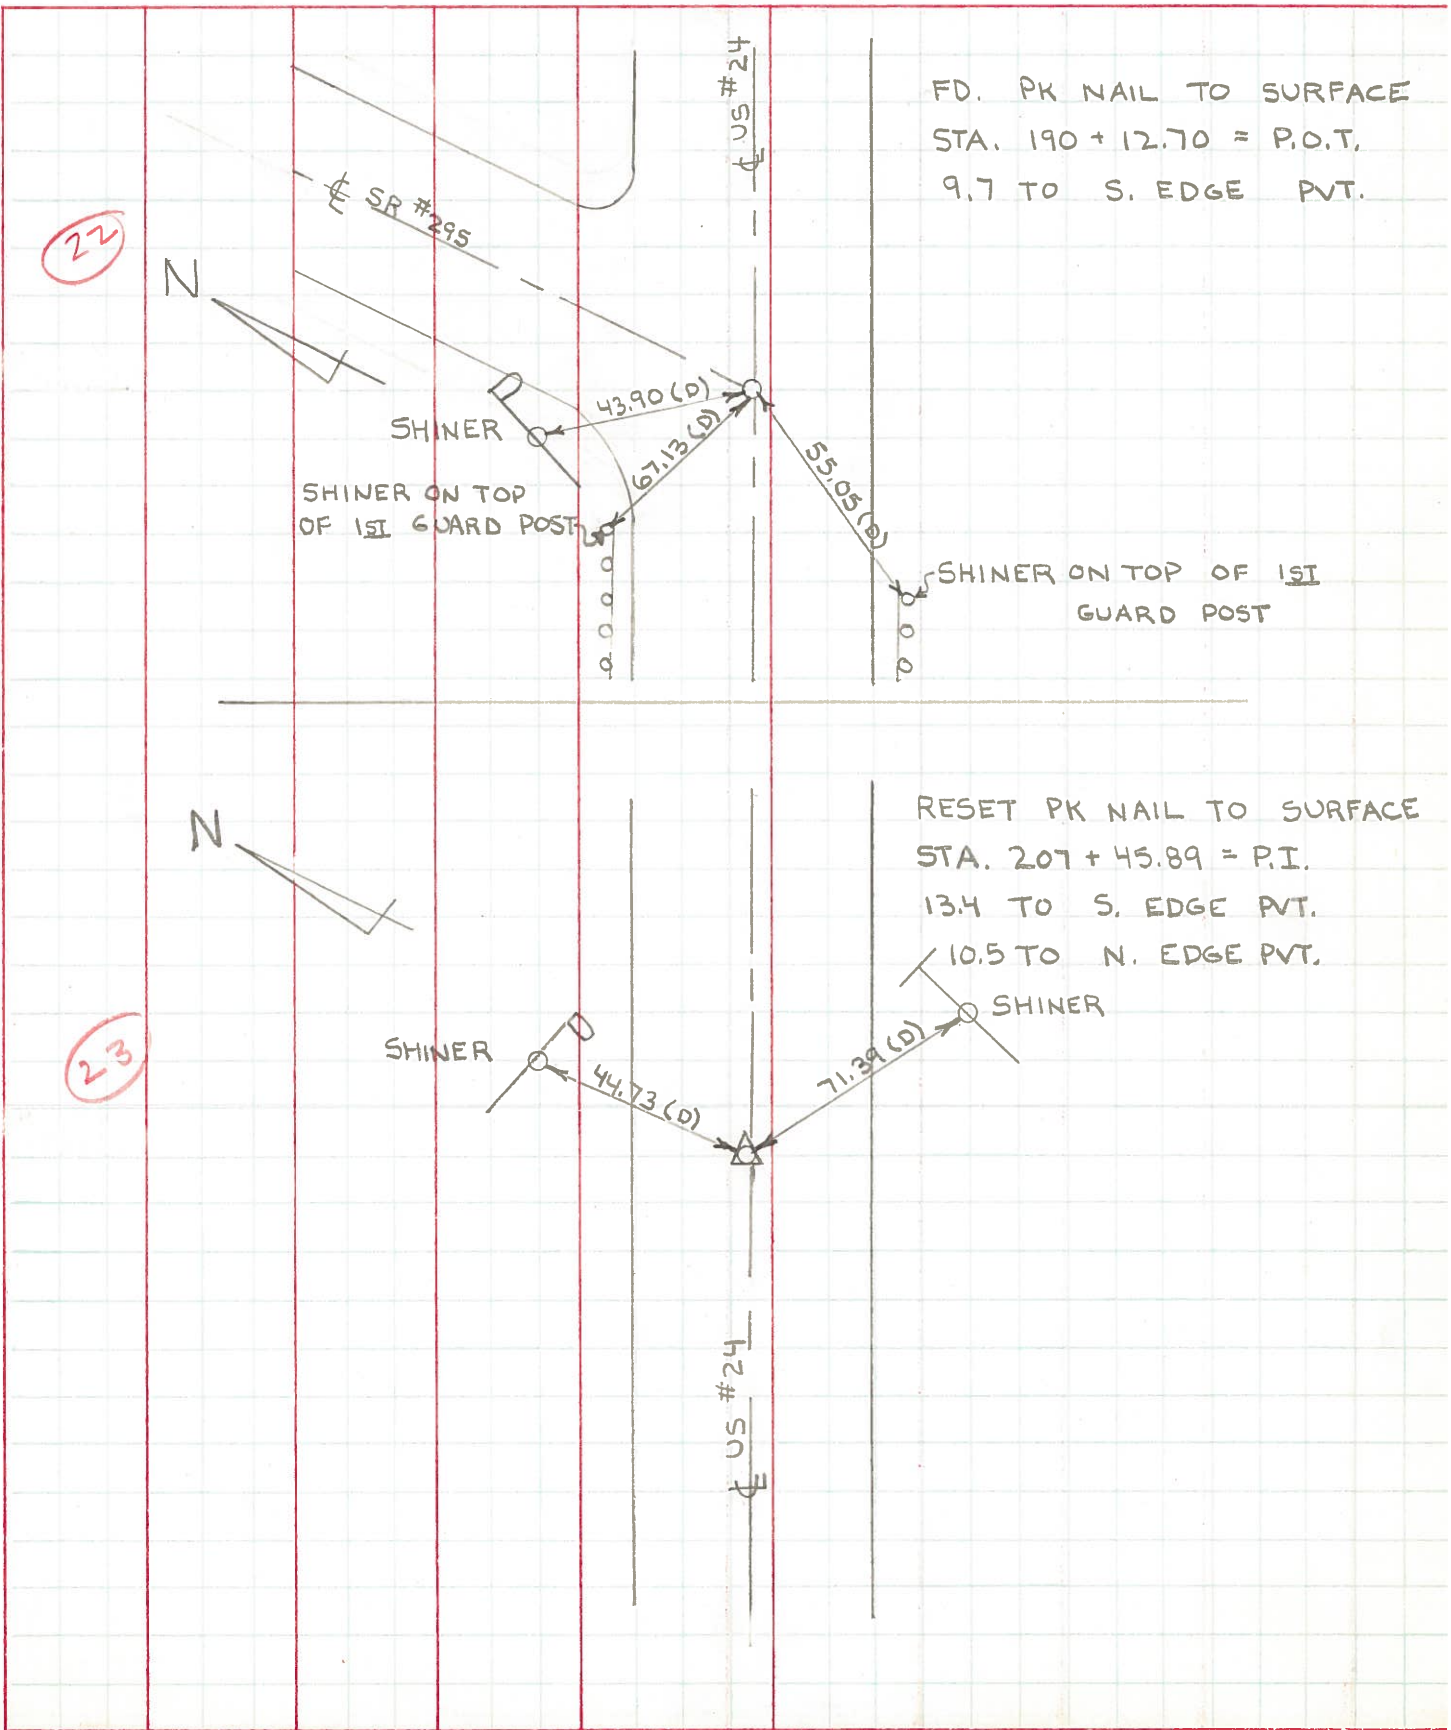 ℄ US #24
FD. PK NAIL TO SURFACE
STA. 190 + 12.70 = P.O.T.
9.7 TO S. EDGE PVT.
℄ SR #295
22
N
43.90 (D)
SHINER
67.13 (D)
55.05 (D)
SHINER ON TOP
OF 1ST GUARD POST
SHINER ON TOP OF 1ST
GUARD POST
RESET PK NAIL TO SURFACE
STA. 207 + 45.89 = P.I.
13.4 TO S. EDGE PVT.
10.5 TO N. EDGE PVT.
N
SHINER
SHINER
23
44.73 (D)
71.39 (D)
℄ US #24